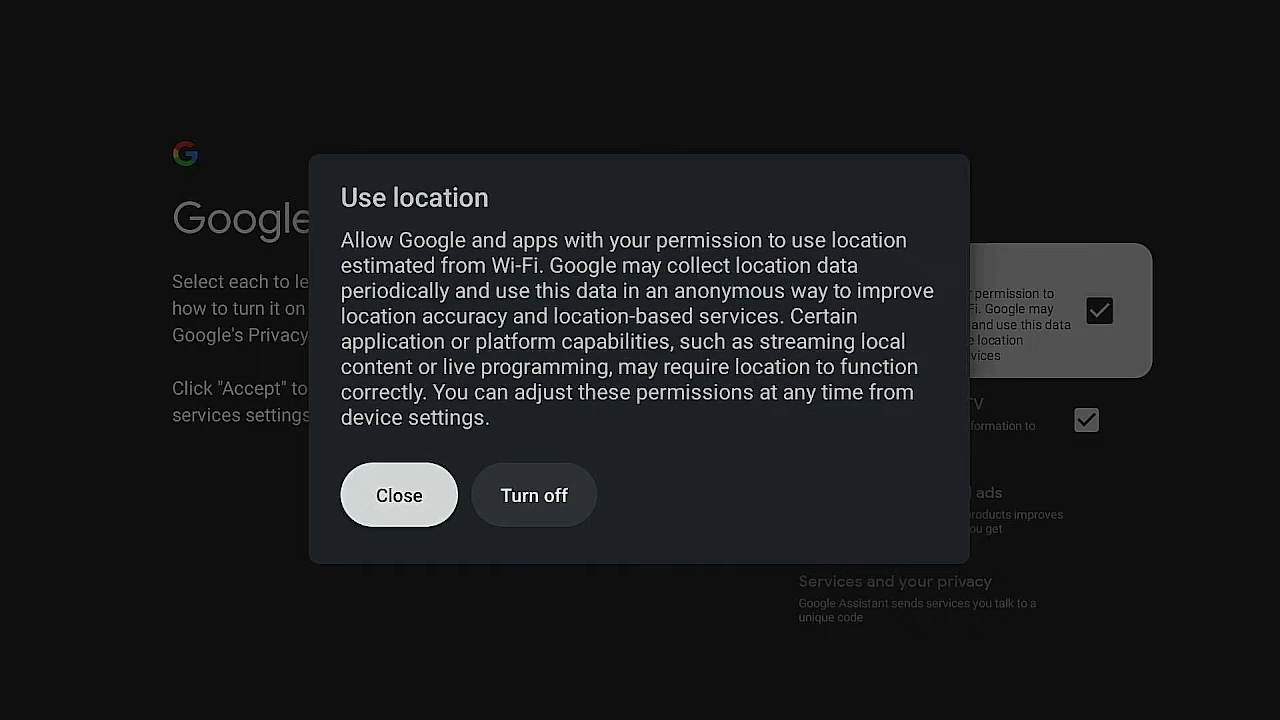 Use location
Allow Google and apps with your permission to use location
estimated from Wi-Fi. Google may collect location data
periodically and use this data in an anonymous way to improve
location accuracy and location-based services. Certain
application or platform capabilities, such as streaming local
content or live programming, may require location to function
correctly. You can adjust these permissions at any time from
device settings.
Close
Turn off
Google
Select each to le
how to turn it on
Google's Privacy
Click "Accept" to
services settings
permission to
Fi. Google may
and use this data
e location
vices
TV
formation to
ads
roducts improves
ou get
Services and your privacy
Google Assistant sends services you talk to a
unique code